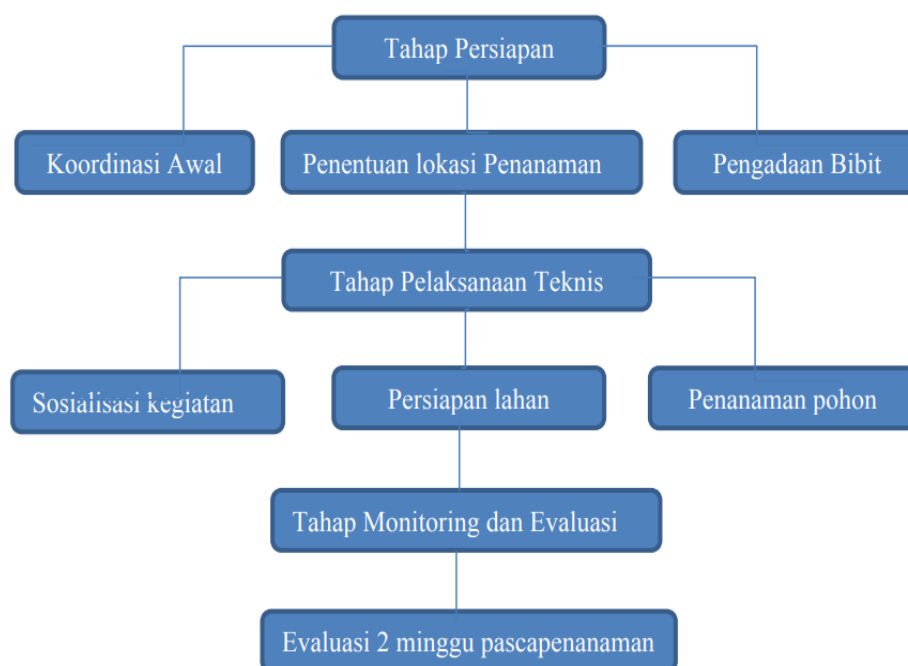 Tahap Persiapan
Koordinasi Awal
Penentuan lokasi Penanaman
Pengadaan Bibit
Tahap Pelaksanaan Teknis
Sosialisasi kegiatan
Persiapan lahan
Penanaman pohon
Tahap Monitoring dan Evaluasi
Evaluasi 2 minggu pascapenanaman